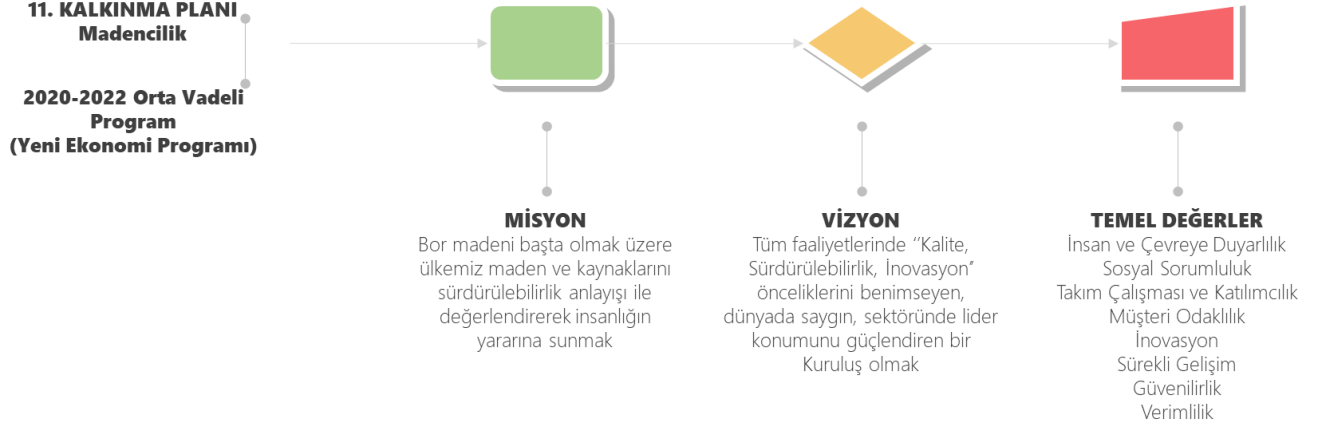 11. KALKINMA PLANI
Madencilik
2020-2022 Orta Vadeli
Program
(Yeni Ekonomi Programı)
MİSYON
Bor madeni başta olmak üzere
ülkemiz maden ve kaynaklarını
sürdürülebilirlik anlayışı ile
değerlendirerek insanlığın
yararına sunmak
VİZYON
Tüm faaliyetlerinde ‘’Kalite,
Sürdürülebilirlik, İnovasyon’’
önceliklerini benimseyen,
dünyada saygın, sektöründe lider
konumunu güçlendiren bir
Kuruluş olmak
TEMEL DEĞERLER
İnsan ve Çevreye Duyarlılık
Sosyal Sorumluluk
Takım Çalışması ve Katılımcılık
Müşteri Odaklılık
İnovasyon
Sürekli Gelişim
Güvenilirlik
Verimlilik